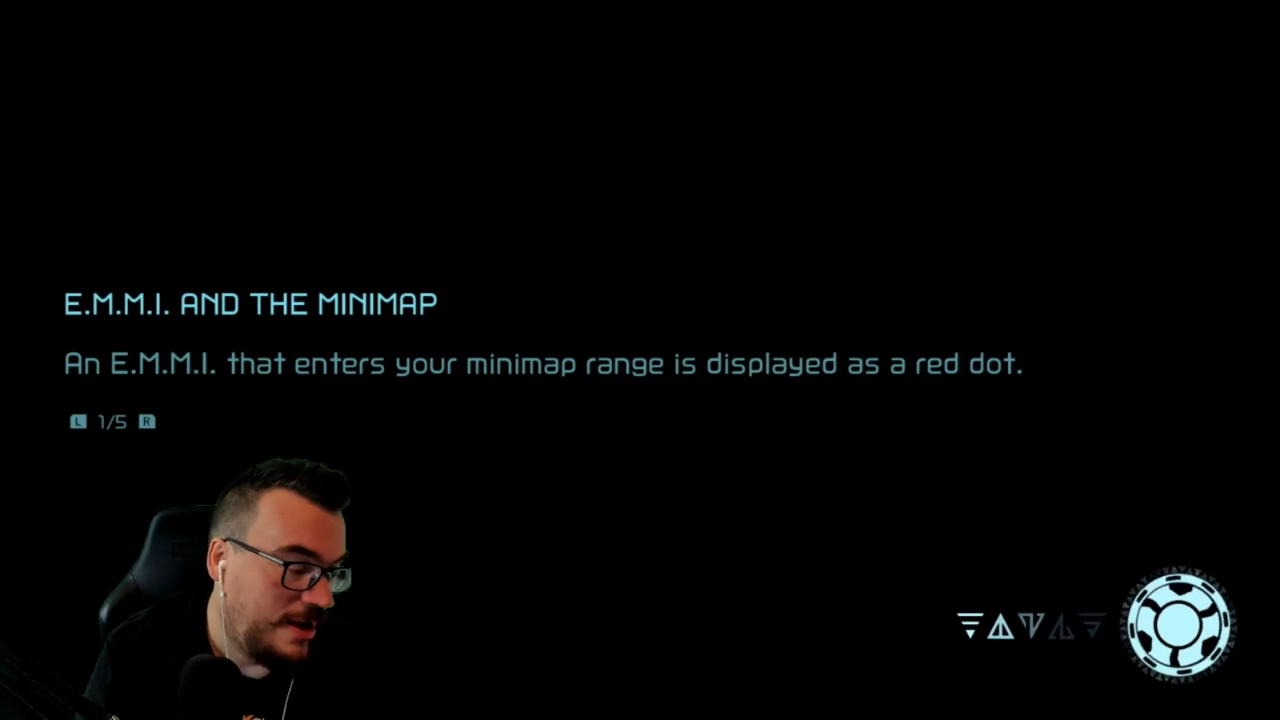 E.M.M.I. AND THE MINIMAP
An E.M.M.I. that enters your minimap range is displayed as a red dot.
L 1/5 R